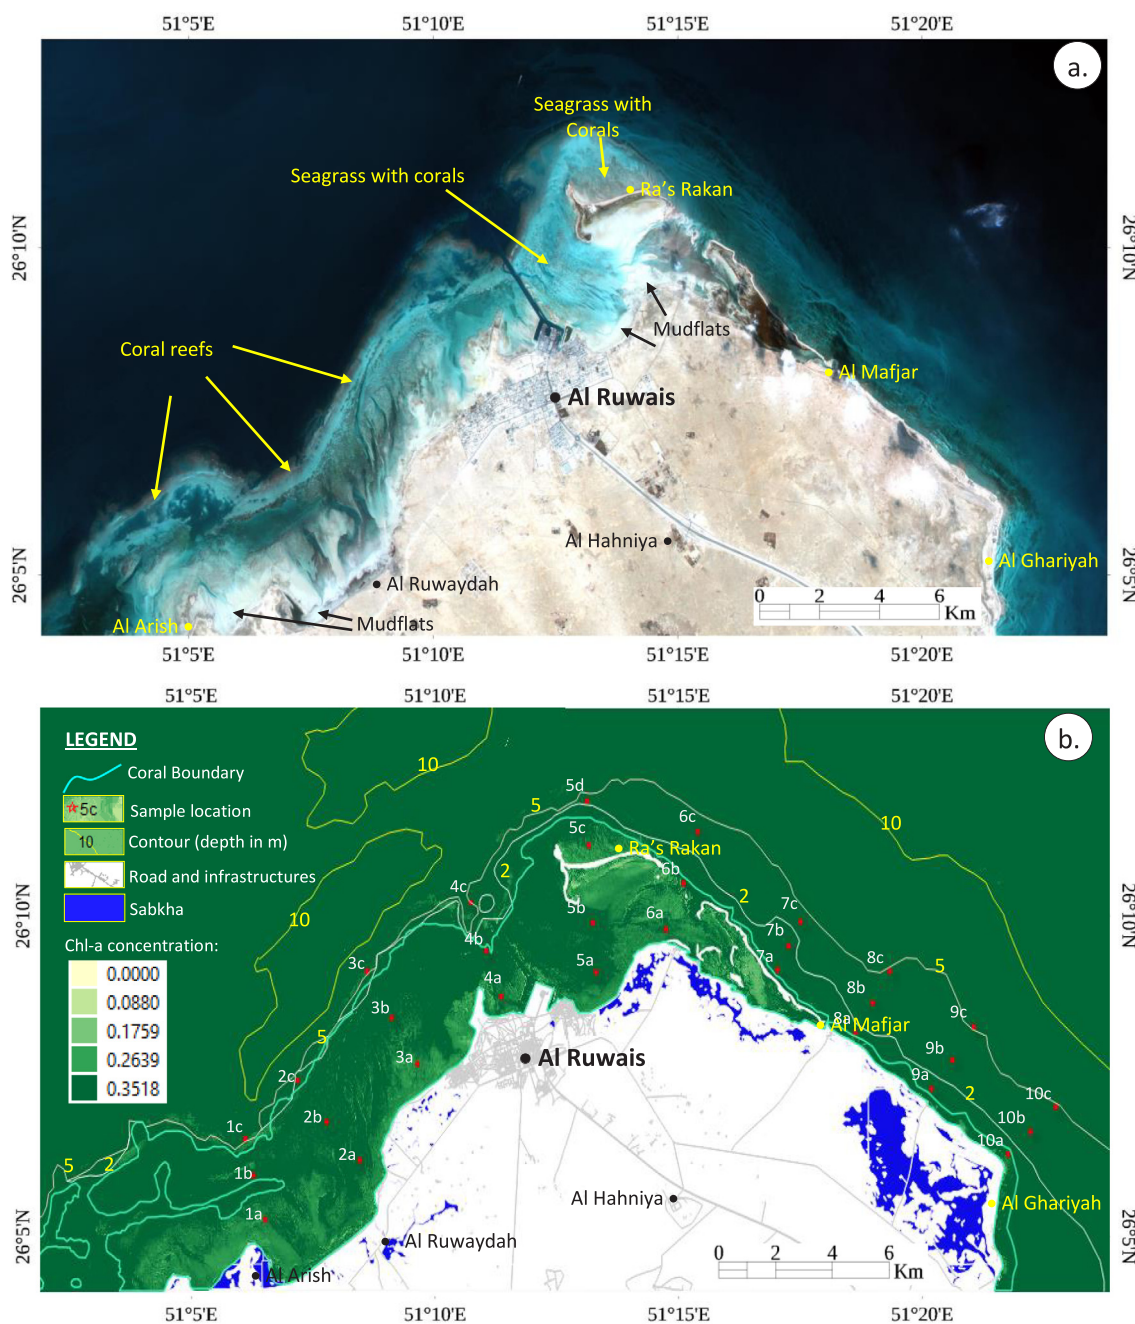 51°5'E 51°10'E 51°15'E 51°20'E
a.
Seagrass with
Corals
Seagrass with corals
Ra's Rakan
26°10'N
26°10'N
Mudflats
Coral reefs
Al Mafjar
Al Ruwais
Al Hahniya
Al Ghariyah
26°5'N
26°5'N
Al Ruwaydah
0 2 4 6
Km
Al Arish
Mudflats
51°5'E 51°10'E 51°15'E 51°20'E
51°5'E 51°10'E 51°15'E 51°20'E
b.
LEGEND
Coral Boundary
5c Sample location
10 Contour (depth in m)
Road and infrastructures
Sabkha
Chl-a concentration:
0.0000
0.0880
0.1759
0.2639
0.3518
10
5d
5
6c
10
5c
Ra's Rakan
2
6b
4c
2
10
5b
6a
7c
7b
26°10'N
26°10'N
4b
3c
5a
7a
8c
5
4a
8b
3b
8a
Al Mafjar
9c
5
Al Ruwais
3a
9b
2c
9a
2
10c
2b
10b
1c
10a
2a
5
2
1b
Al Hahniya
Al Ghariyah
1a
26°5'N
26°5'N
Al Ruwaydah
0 2 4 6
Km
Al Arish
51°5'E 51°10'E 51°15'E 51°20'E